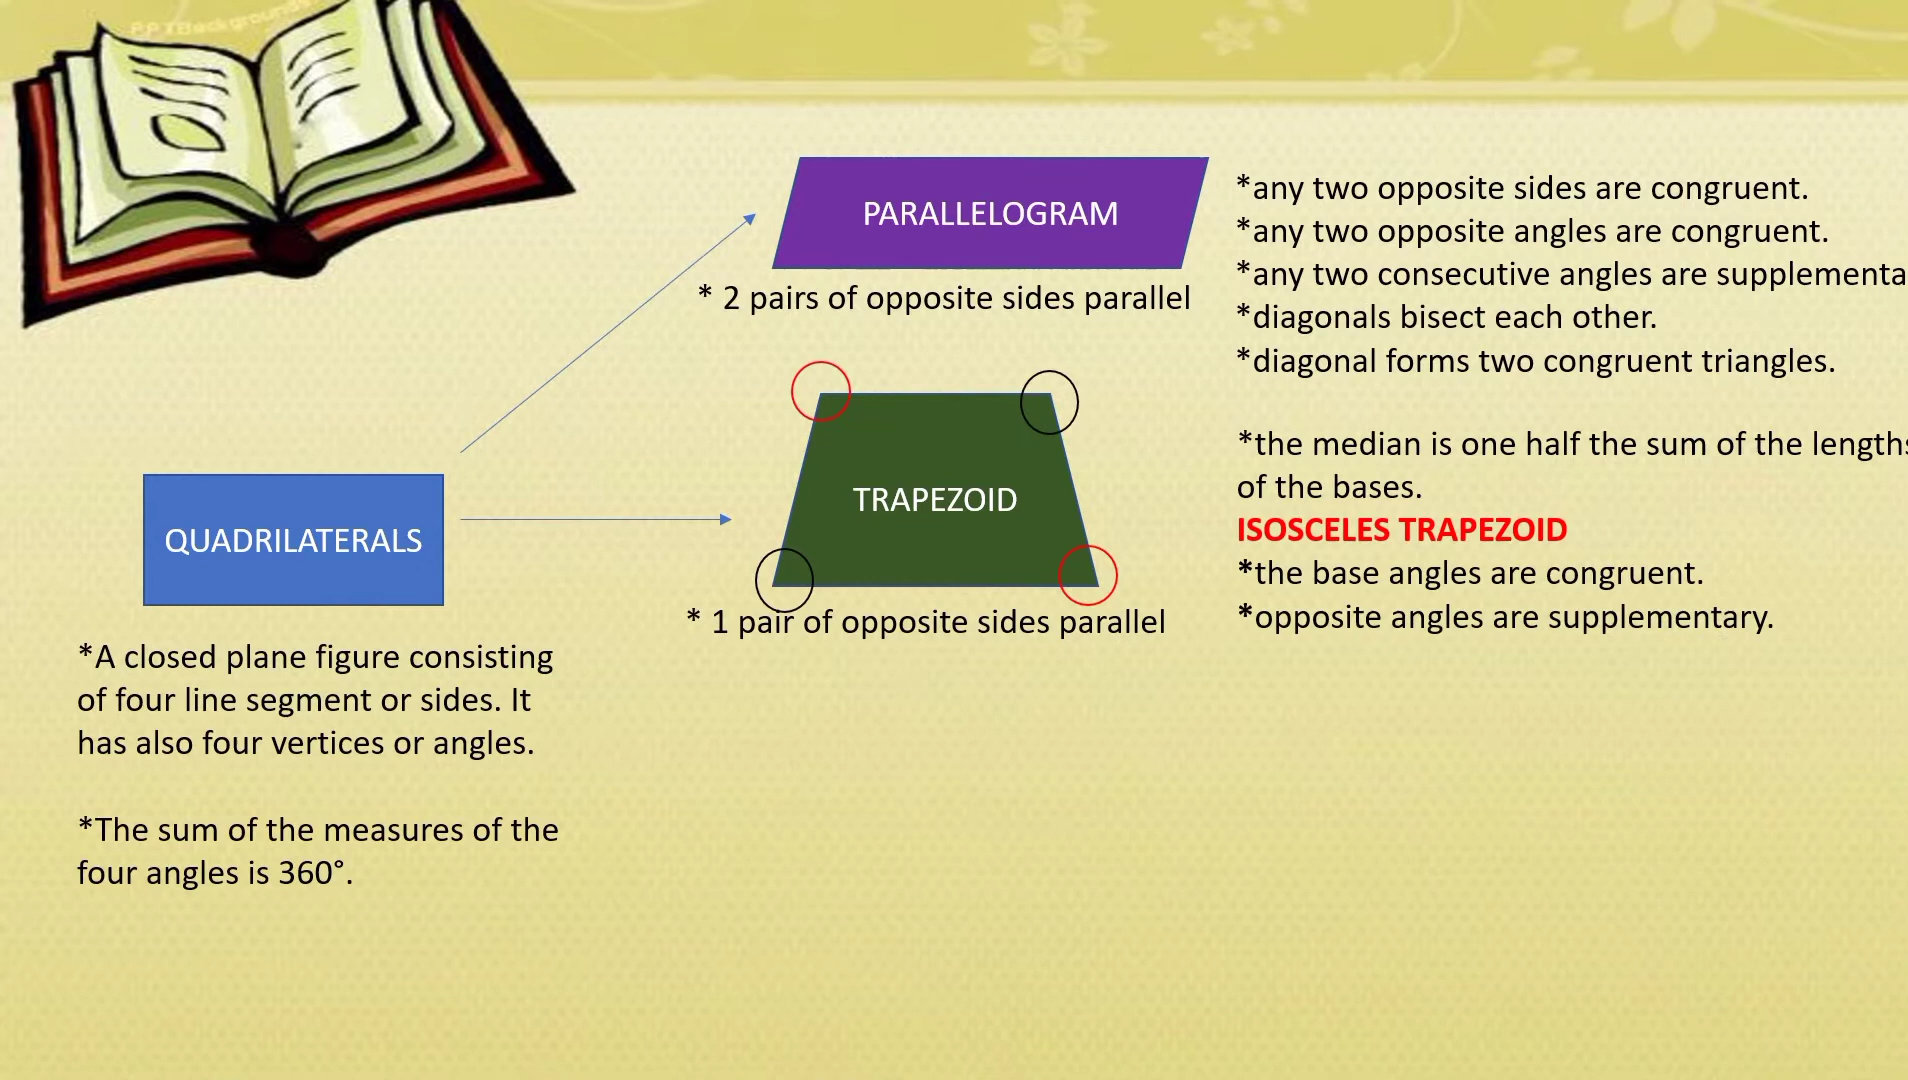 PPTBackgrounds
PARALLELOGRAM
* 2 pairs of opposite sides parallel
*any two opposite sides are congruent.
*any two opposite angles are congruent.
*any two consecutive angles are supplementa
*diagonals bisect each other.
*diagonal forms two congruent triangles.
TRAPEZOID
* 1 pair of opposite sides parallel
*the median is one half the sum of the lengths
of the bases.
ISOSCELES TRAPEZOID
*the base angles are congruent.
*opposite angles are supplementary.
QUADRILATERALS
*A closed plane figure consisting
of four line segment or sides. It
has also four vertices or angles.
*The sum of the measures of the
four angles is 360°.